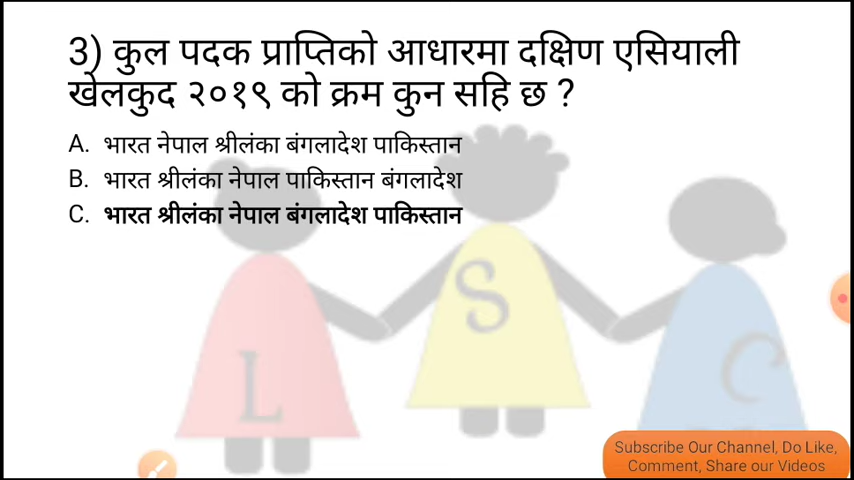 3) कुल पदक प्राप्तिको आधारमा दक्षिण एसियाली
खेलकुद २०१९ को क्रम कुन सहि छ ?
A. भारत नेपाल श्रीलंका बंगलादेश पाकिस्तान
B. भारत श्रीलंका नेपाल पाकिस्तान बंगलादेश
C. भारत श्रीलंका नेपाल बंगलादेश पाकिस्तान
L S C
Subscribe Our Channel, Do Like,
Comment, Share our Videos